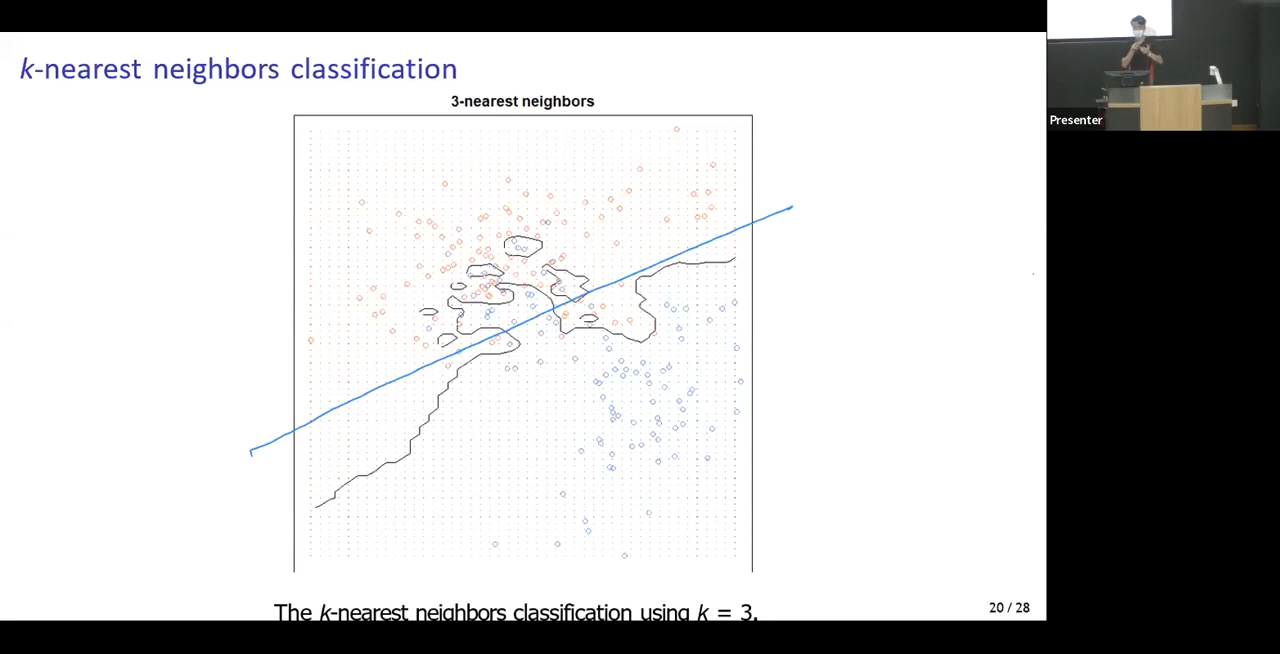 k-nearest neighbors classification
3-nearest neighbors
Presenter
20 / 28
The k-nearest neighbors classification using k = 3.